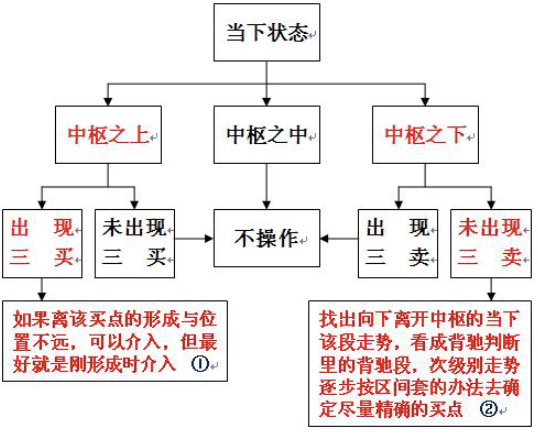 当下状态
中枢之上
中枢之中
中枢之下
出 现
三 买
未出现
三 买
不操作
出 现
三 卖
未出现
三 卖
如果离该买点的形成与位
置不远，可以介入，但最
好就是刚形成时介入 ①
找出向下离开中枢的当下
该段走势，看成背驰判断
里的背驰段，次级别走势
逐步按区间套的办法去确
定尽量精确的买点 ②